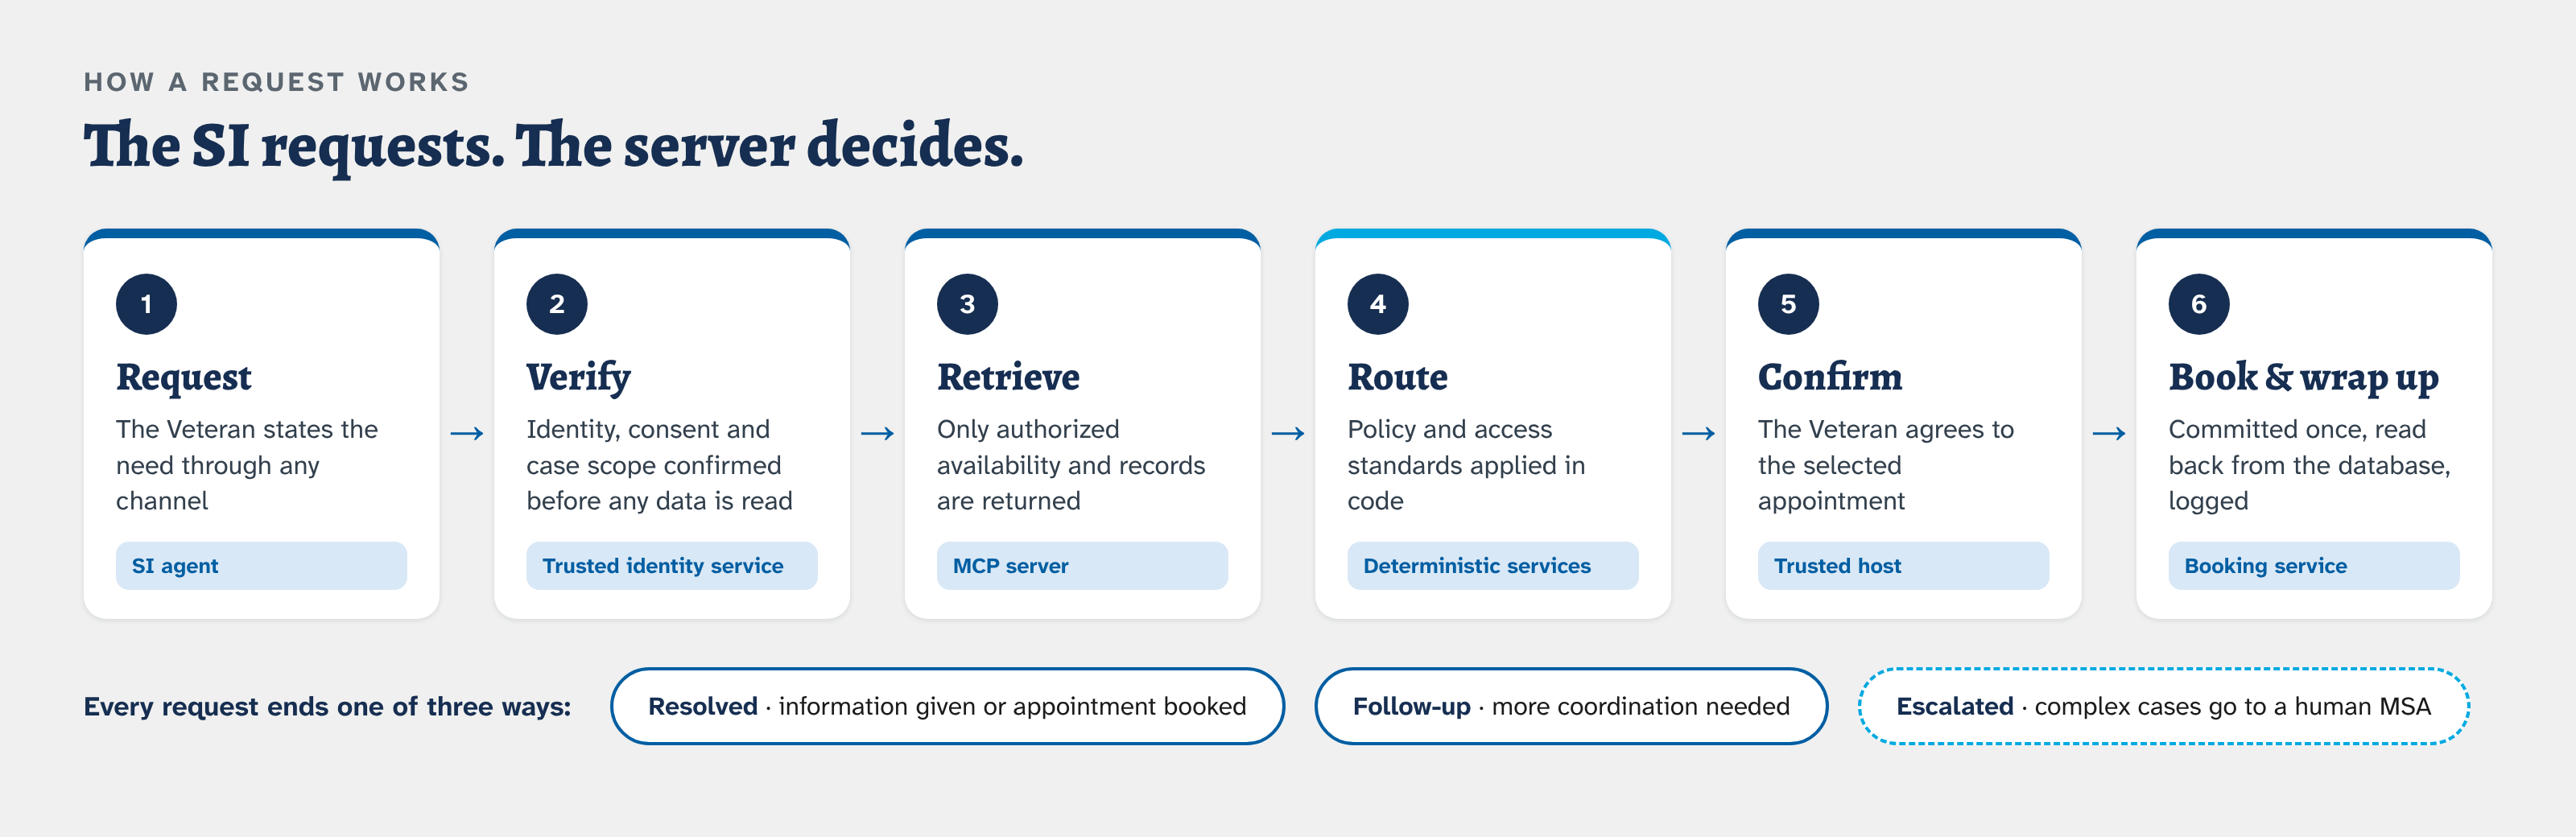 HOW A REQUEST WORKS
The SI requests. The server decides.
1
Request
The Veteran states the
need through any
channel
SI agent
→
2
Verify
Identity, consent and
case scope confirmed
before any data is read
Trusted identity service
→
3
Retrieve
Only authorized
availability and records
are returned
MCP server
→
4
Route
Policy and access
standards applied in
code
Deterministic services
→
5
Confirm
The Veteran agrees to
the selected
appointment
Trusted host
→
6
Book & wrap up
Committed once, read
back from the database,
logged
Booking service
Every request ends one of three ways:
Resolved · information given or appointment booked
Follow-up · more coordination needed
Escalated · complex cases go to a human MSA